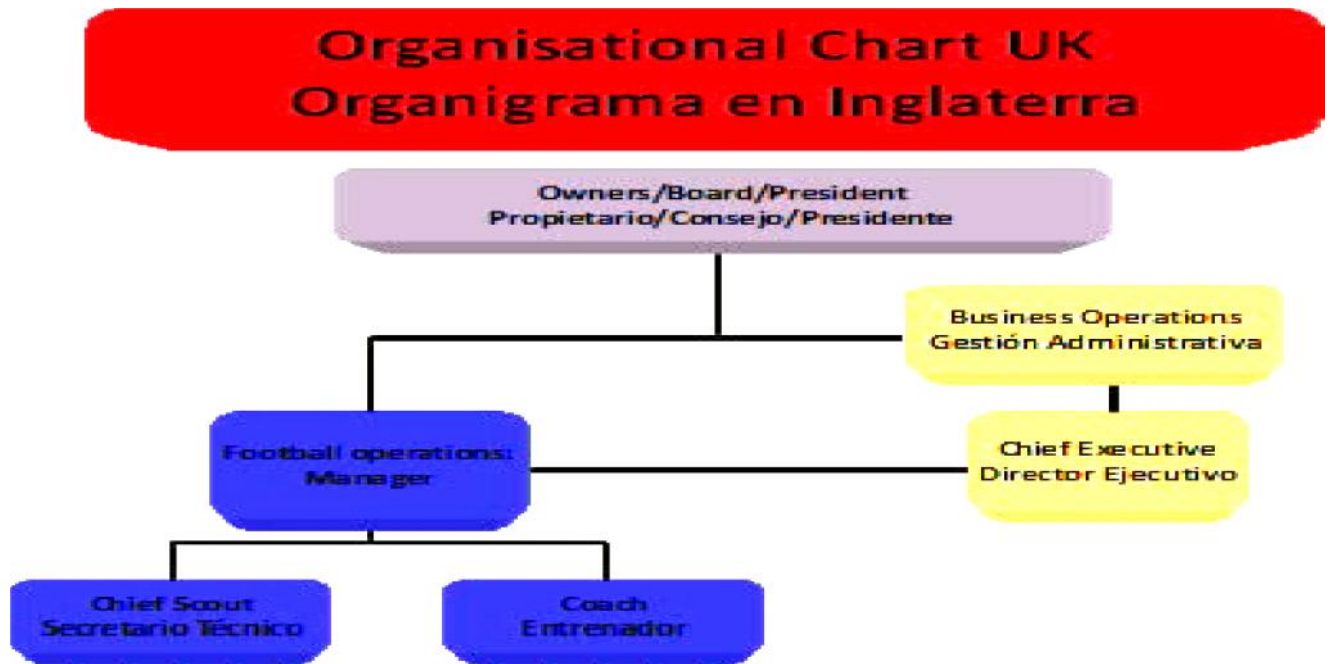 Organisational Chart UK
Organigrama en Inglaterra
Owners/Board/President
Propietario/Consejo/Presidente
Business Operations
Gestión Administrativa
Football operations:
Manager
Chief Executive
Director Ejecutivo
Chief Scout
Secretario Técnico
Coach
Entrenador